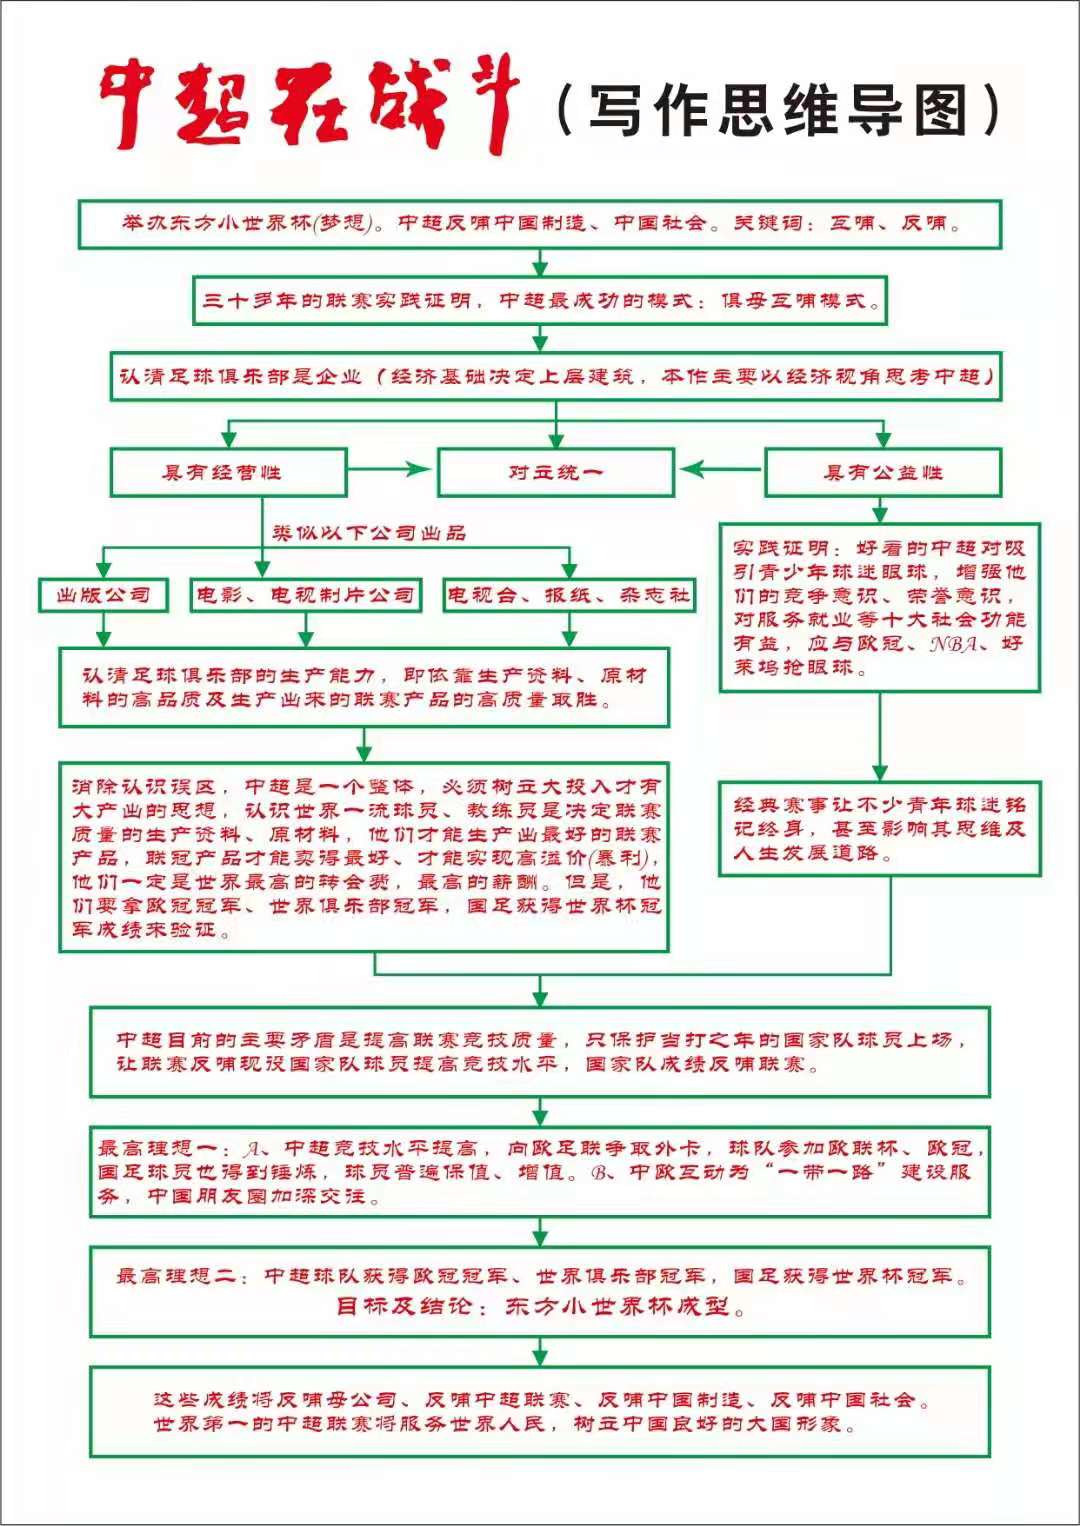 中超在战斗（写作思维导图）
举办东方小世界杯(梦想)。中超反哺中国制造、中国社会。关键词：互哺、反哺。
三十多年的联赛实践证明，中超最成功的模式：俱母互哺模式。
认清足球俱乐部是企业（经济基础决定上层建筑，本作主要以经济视角思考中超）
具有经营性
对立统一
具有公益性
类似以下公司出品
出版公司
电影、电视制片公司
电视台、报纸、杂志社
认清足球俱乐部的生产能力，即依靠生产资料、原材
料的高品质及生产出来的联赛产品的高质量取胜。
实践证明：好看的中超对吸
引青少年球迷眼球，增强他
们的竞争意识、荣誉意识，
对服务就业等十大社会功能
有益，应与欧冠、NBA、好
莱坞抢眼球。
消除认识误区，中超是一个整体，必须树立大投入才有
大产出的思想，认识世界一流球员、教练员是决定联赛
质量的生产资料、原材料，他们才能生产出最好的联赛
产品，联冠产品才能卖得最好、才能实现高溢价(暴利)，
他们一定是世界最高的转会费，最高的薪酬。但是，他
们要拿欧冠冠军、世界俱乐部冠军，国足获得世界杯冠
军成绩来验证。
经典赛事让不少青年球迷铭
记终身，甚至影响其思维及
人生发展道路。
中超目前的主要矛盾是提高联赛竞技质量，只保护当打之年的国家队球员上场，
让联赛反哺现役国家队球员提高竞技水平，国家队成绩反哺联赛。
最高理想一：A、中超竞技水平提高，向欧足联争取外卡，球队参加欧联杯、欧冠，
国足球员也得到锤炼，球员普遍保值、增值。B、中欧互动为“一带一路”建设服
务，中国朋友圈加深交往。
最高理想二：中超球队获得欧冠冠军、世界俱乐部冠军，国足获得世界杯冠军。
目标及结论：东方小世界杯成型。
这些成绩将反哺母公司、反哺中超联赛、反哺中国制造、反哺中国社会。
世界第一的中超联赛将服务世界人民，树立中国良好的大国形象。